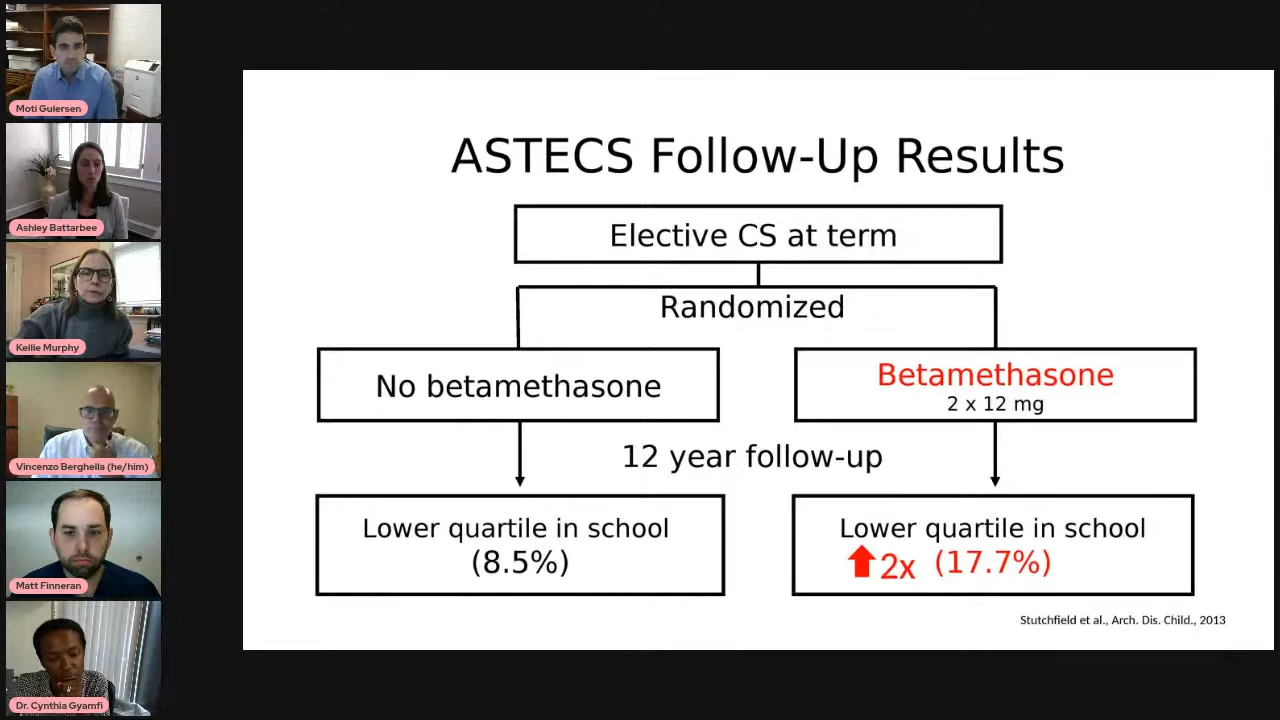 Moti Gulersen
Ashley Battarbee
Kellie Murphy
Vincenzo Berghella (he/him)
Matt Finneran
Dr. Cynthia Gyamfi
ASTECS Follow-Up Results
Elective CS at term
Randomized
No betamethasone
Betamethasone
2 x 12 mg
12 year follow-up
Lower quartile in school
(8.5%)
Lower quartile in school
2x (17.7%)
Stutchfield et al., Arch. Dis. Child., 2013